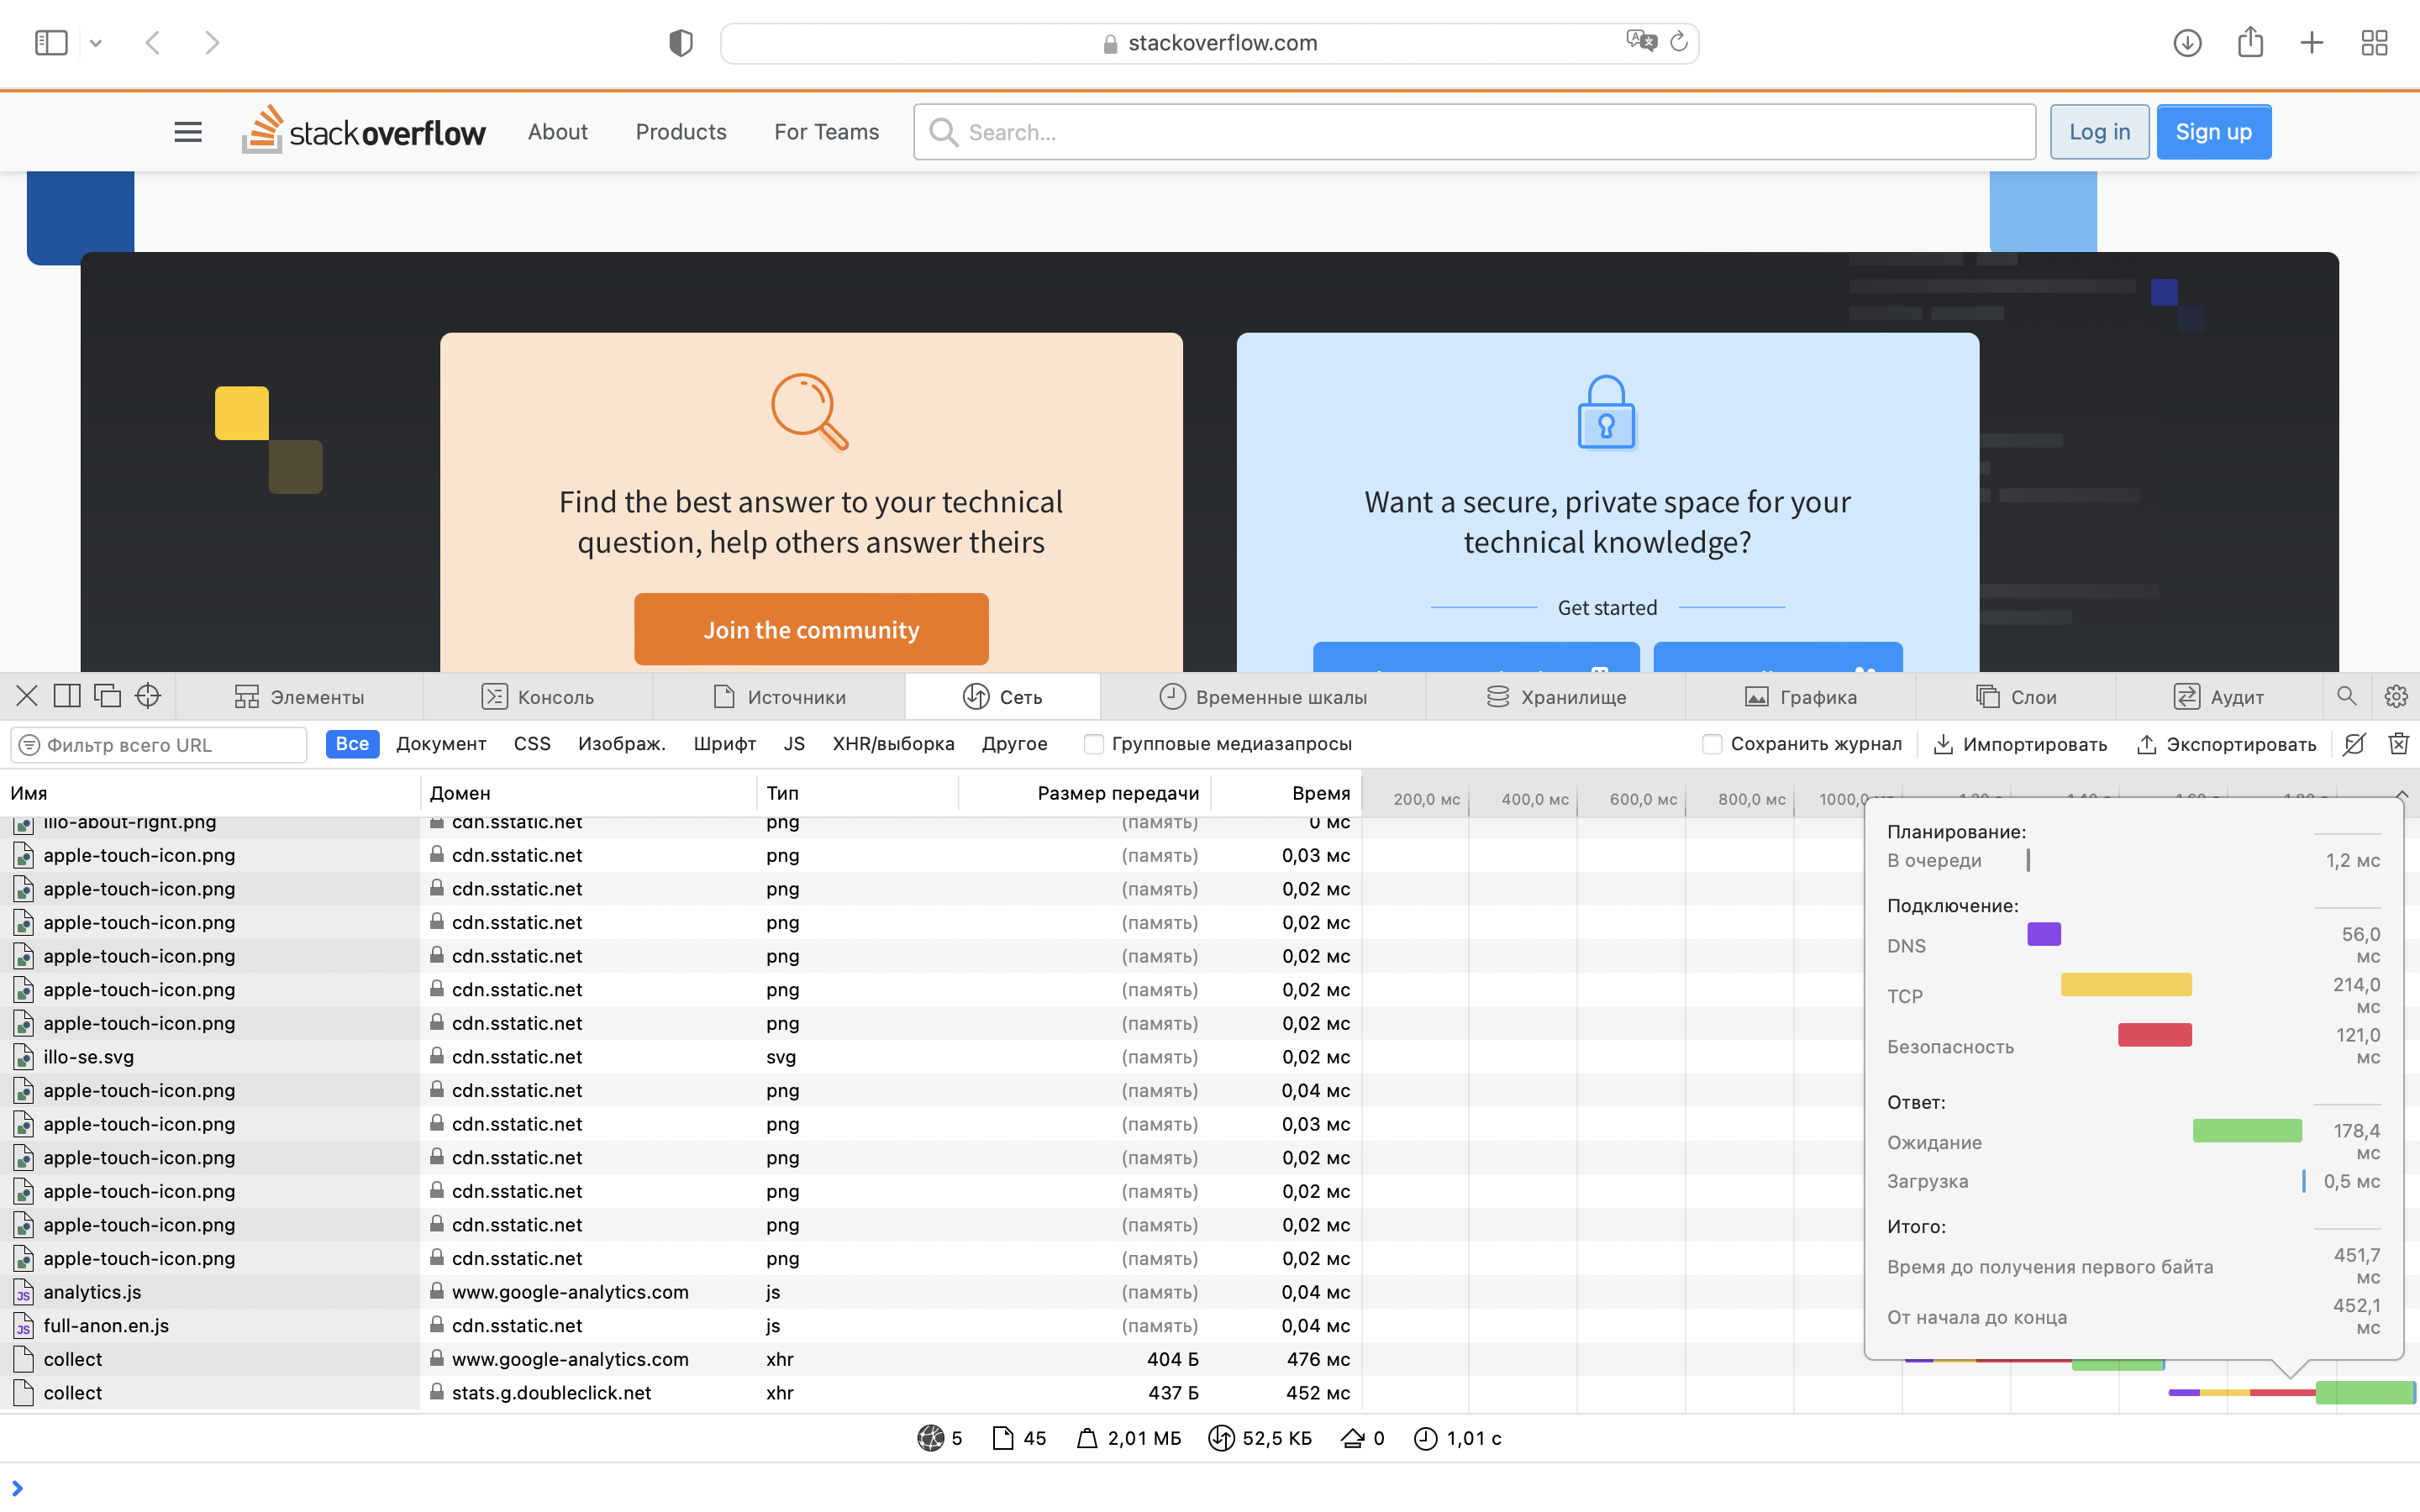 stackoverflow.com
stackoverflow About Products For Teams Search... Log in Sign up
Find the best answer to your technical
question, help others answer theirs
Join the community
Want a secure, private space for your
technical knowledge?
Get started
Элементы Консоль Источники Сеть Временные шкалы Хранилище Графика Слои Аудит
Фильтр всего URL Все Документ CSS Изображ. Шрифт JS XHR/выборка Другое Групповые медиазапросы Сохранить журнал Импортировать Экспортировать
Имя Домен Тип Размер передачи Время 200,0 мс 400,0 мс 600,0 мс 800,0 мс
illo-about-right.png cdn.sstatic.net png (память) 0 мс
apple-touch-icon.png cdn.sstatic.net png (память) 0,03 мс
apple-touch-icon.png cdn.sstatic.net png (память) 0,02 мс
apple-touch-icon.png cdn.sstatic.net png (память) 0,02 мс
apple-touch-icon.png cdn.sstatic.net png (память) 0,02 мс
apple-touch-icon.png cdn.sstatic.net png (память) 0,02 мс
apple-touch-icon.png cdn.sstatic.net png (память) 0,02 мс
illo-se.svg cdn.sstatic.net svg (память) 0,02 мс
apple-touch-icon.png cdn.sstatic.net png (память) 0,04 мс
apple-touch-icon.png cdn.sstatic.net png (память) 0,03 мс
apple-touch-icon.png cdn.sstatic.net png (память) 0,02 мс
apple-touch-icon.png cdn.sstatic.net png (память) 0,02 мс
apple-touch-icon.png cdn.sstatic.net png (память) 0,02 мс
apple-touch-icon.png cdn.sstatic.net png (память) 0,02 мс
analytics.js www.google-analytics.com js (память) 0,04 мс
full-anon.en.js cdn.sstatic.net js (память) 0,04 мс
collect www.google-analytics.com xhr 404 Б 476 мс
collect stats.g.doubleclick.net xhr 437 Б 452 мс
Планирование:
В очереди 1,2 мс
Подключение:
DNS 56,0 мс
TCP 214,0 мс
Безопасность 121,0 мс
Ответ:
Ожидание 178,4 мс
Загрузка 0,5 мс
Итого:
Время до получения первого байта 451,7 мс
От начала до конца 452,1 мс
5 45 2,01 МБ 52,5 КБ 0 1,01 с